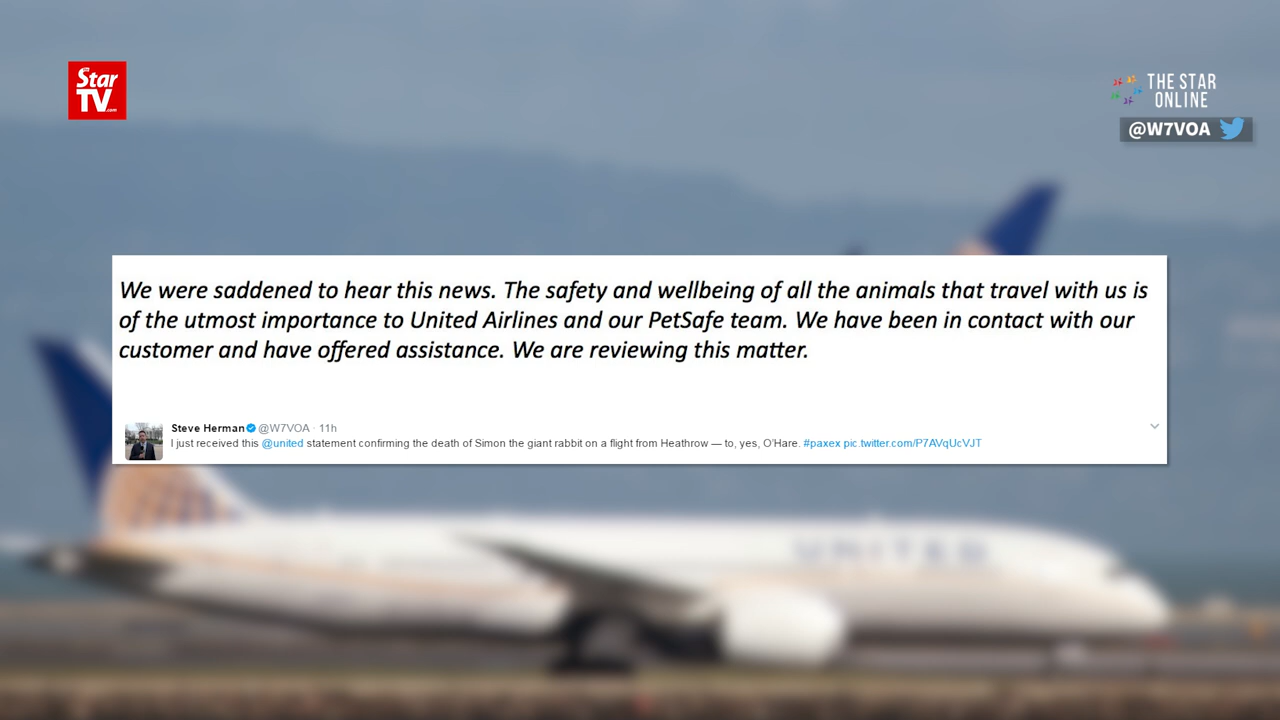 Star
TV.com
THE STAR
ONLINE
@W7VOA
We were saddened to hear this news. The safety and wellbeing of all the animals that travel with us is
of the utmost importance to United Airlines and our PetSafe team. We have been in contact with our
customer and have offered assistance. We are reviewing this matter.
Steve Herman @W7VOA · 11h
I just received this @united statement confirming the death of Simon the giant rabbit on a flight from Heathrow — to, yes, O'Hare. #paxex pic.twitter.com/P7AVqUcVJT
UNITED